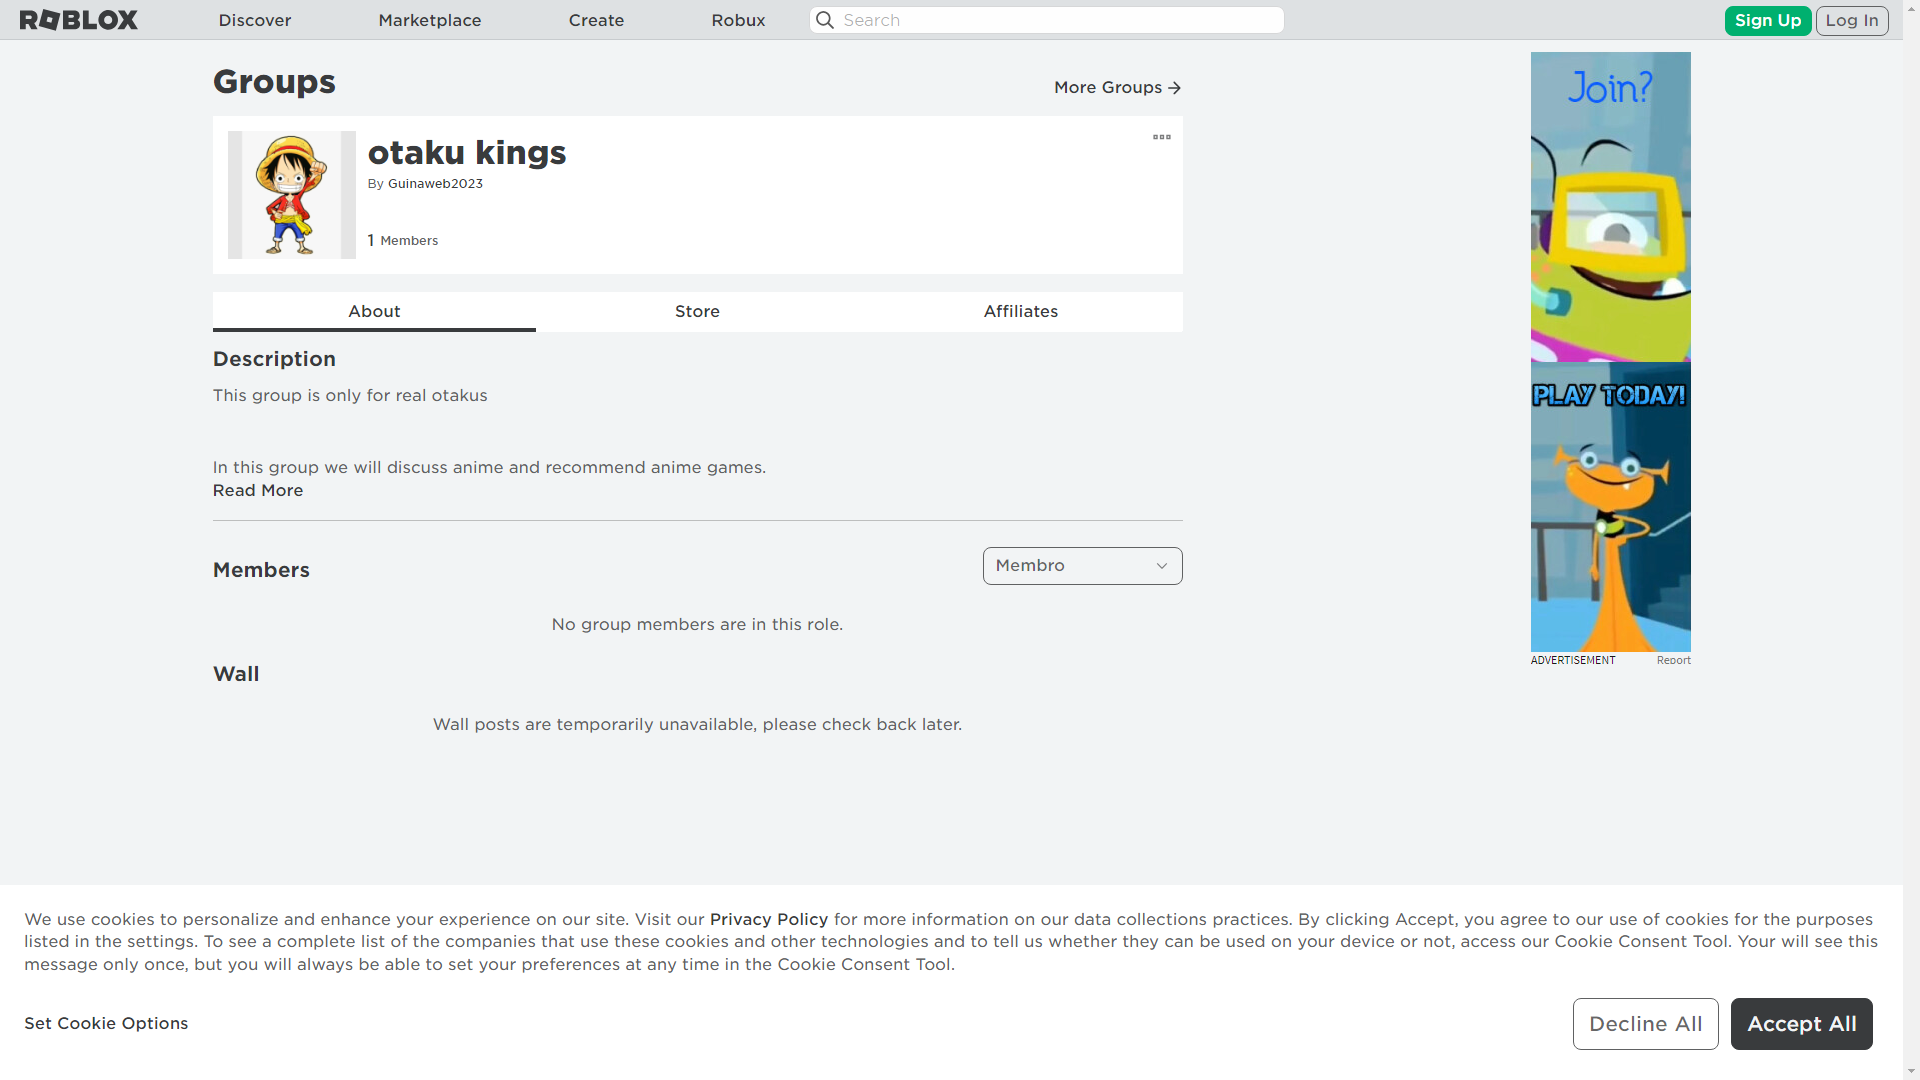 ROBLOX
Discover
Marketplace
Create
Robux
Search
Sign Up
Log In
Groups
More Groups
otaku kings
By Guinaweb2023
1 Members
About
Store
Affiliates
Description
This group is only for real otakus
In this group we will discuss anime and recommend anime games.
Read More
Members
Membro
No group members are in this role.
Wall
Wall posts are temporarily unavailable, please check back later.
Join?
PLAY TODAY!
ADVERTISEMENT
Report
We use cookies to personalize and enhance your experience on our site. Visit our Privacy Policy for more information on our data collections practices. By clicking Accept, you agree to our use of cookies for the purposes
listed in the settings. To see a complete list of the companies that use these cookies and other technologies and to tell us whether they can be used on your device or not, access our Cookie Consent Tool. Your will see this
message only once, but you will always be able to set your preferences at any time in the Cookie Consent Tool.
Set Cookie Options
Decline All
Accept All